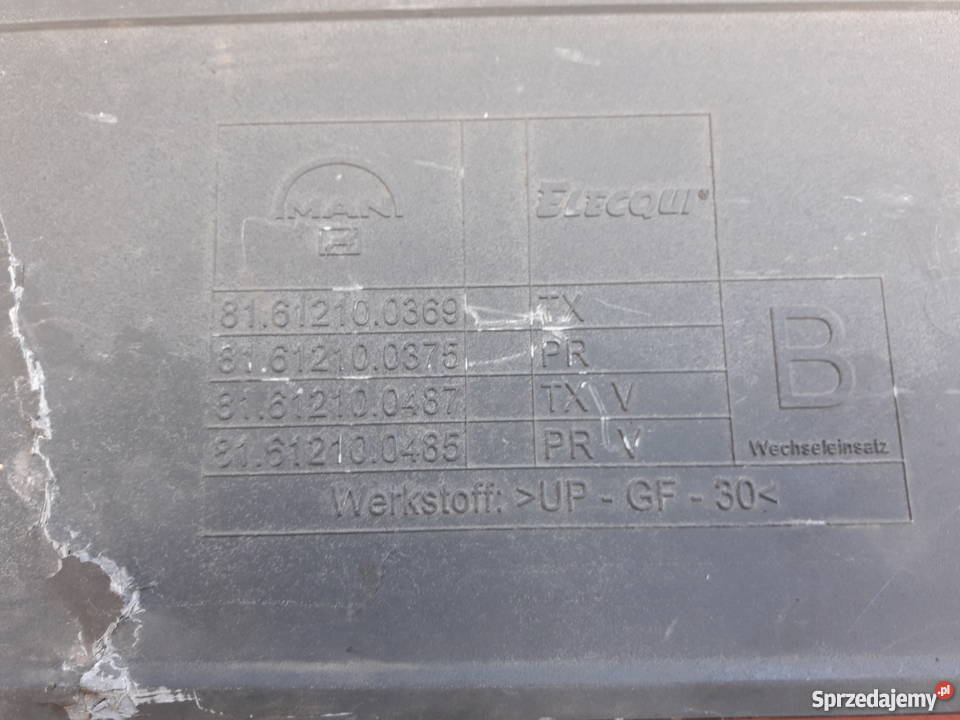 MAN
ELECQUI®
81.61210.0369 TX
81.61210.0375 PR
81.61210.0487 TX V
81.61210.0485 PR V
B
Wechseleinsatz
Werkstoff: >UP - GF - 30<
Sprzedajemy.pl